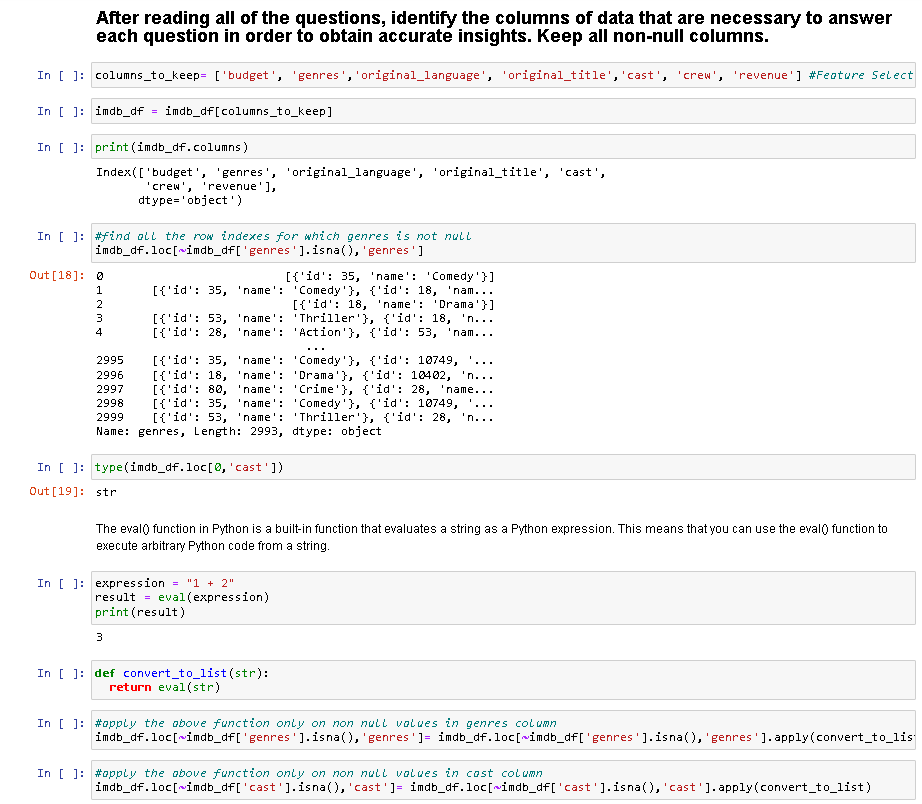 After reading all of the questions, identify the columns of data that are necessary to answer
each question in order to obtain accurate insights. Keep all non-null columns.
In [ ]: columns_to_keep= ['budget', 'genres','original_language', 'original_title','cast', 'crew', 'revenue'] #Feature Select
In [ ]: imdb_df = imdb_df[columns_to_keep]
In [ ]: print(imdb_df.columns)
Index(['budget', 'genres', 'original_language', 'original_title', 'cast',
'crew', 'revenue'],
dtype='object')
In [ ]: #find all the row indexes for which genres is not null
imdb_df.loc[~imdb_df['genres'].isna(),'genres']
Out[18]: 0 [{'id': 35, 'name': 'Comedy'}]
1 [{'id': 35, 'name': 'Comedy'}, {'id': 18, 'nam...
2 [{'id': 18, 'name': 'Drama'}]
3 [{'id': 53, 'name': 'Thriller'}, {'id': 18, 'n...
4 [{'id': 28, 'name': 'Action'}, {'id': 53, 'nam...
...
2995 [{'id': 35, 'name': 'Comedy'}, {'id': 10749, '...
2996 [{'id': 18, 'name': 'Drama'}, {'id': 10402, 'n...
2997 [{'id': 80, 'name': 'Crime'}, {'id': 28, 'name...
2998 [{'id': 35, 'name': 'Comedy'}, {'id': 10749, '...
2999 [{'id': 53, 'name': 'Thriller'}, {'id': 28, 'n...
Name: genres, Length: 2993, dtype: object
In [ ]: type(imdb_df.loc[0,'cast'])
Out[19]: str
The eval() function in Python is a built-in function that evaluates a string as a Python expression. This means that you can use the eval() function to
execute arbitrary Python code from a string.
In [ ]: expression = "1 + 2"
result = eval(expression)
print(result)
3
In [ ]: def convert_to_list(str):
return eval(str)
In [ ]: #apply the above function only on non null values in genres column
imdb_df.loc[~imdb_df['genres'].isna(),'genres']= imdb_df.loc[~imdb_df['genres'].isna(),'genres'].apply(convert_to_lis
In [ ]: #apply the above function only on non null values in cast column
imdb_df.loc[~imdb_df['cast'].isna(),'cast']= imdb_df.loc[~imdb_df['cast'].isna(),'cast'].apply(convert_to_list)